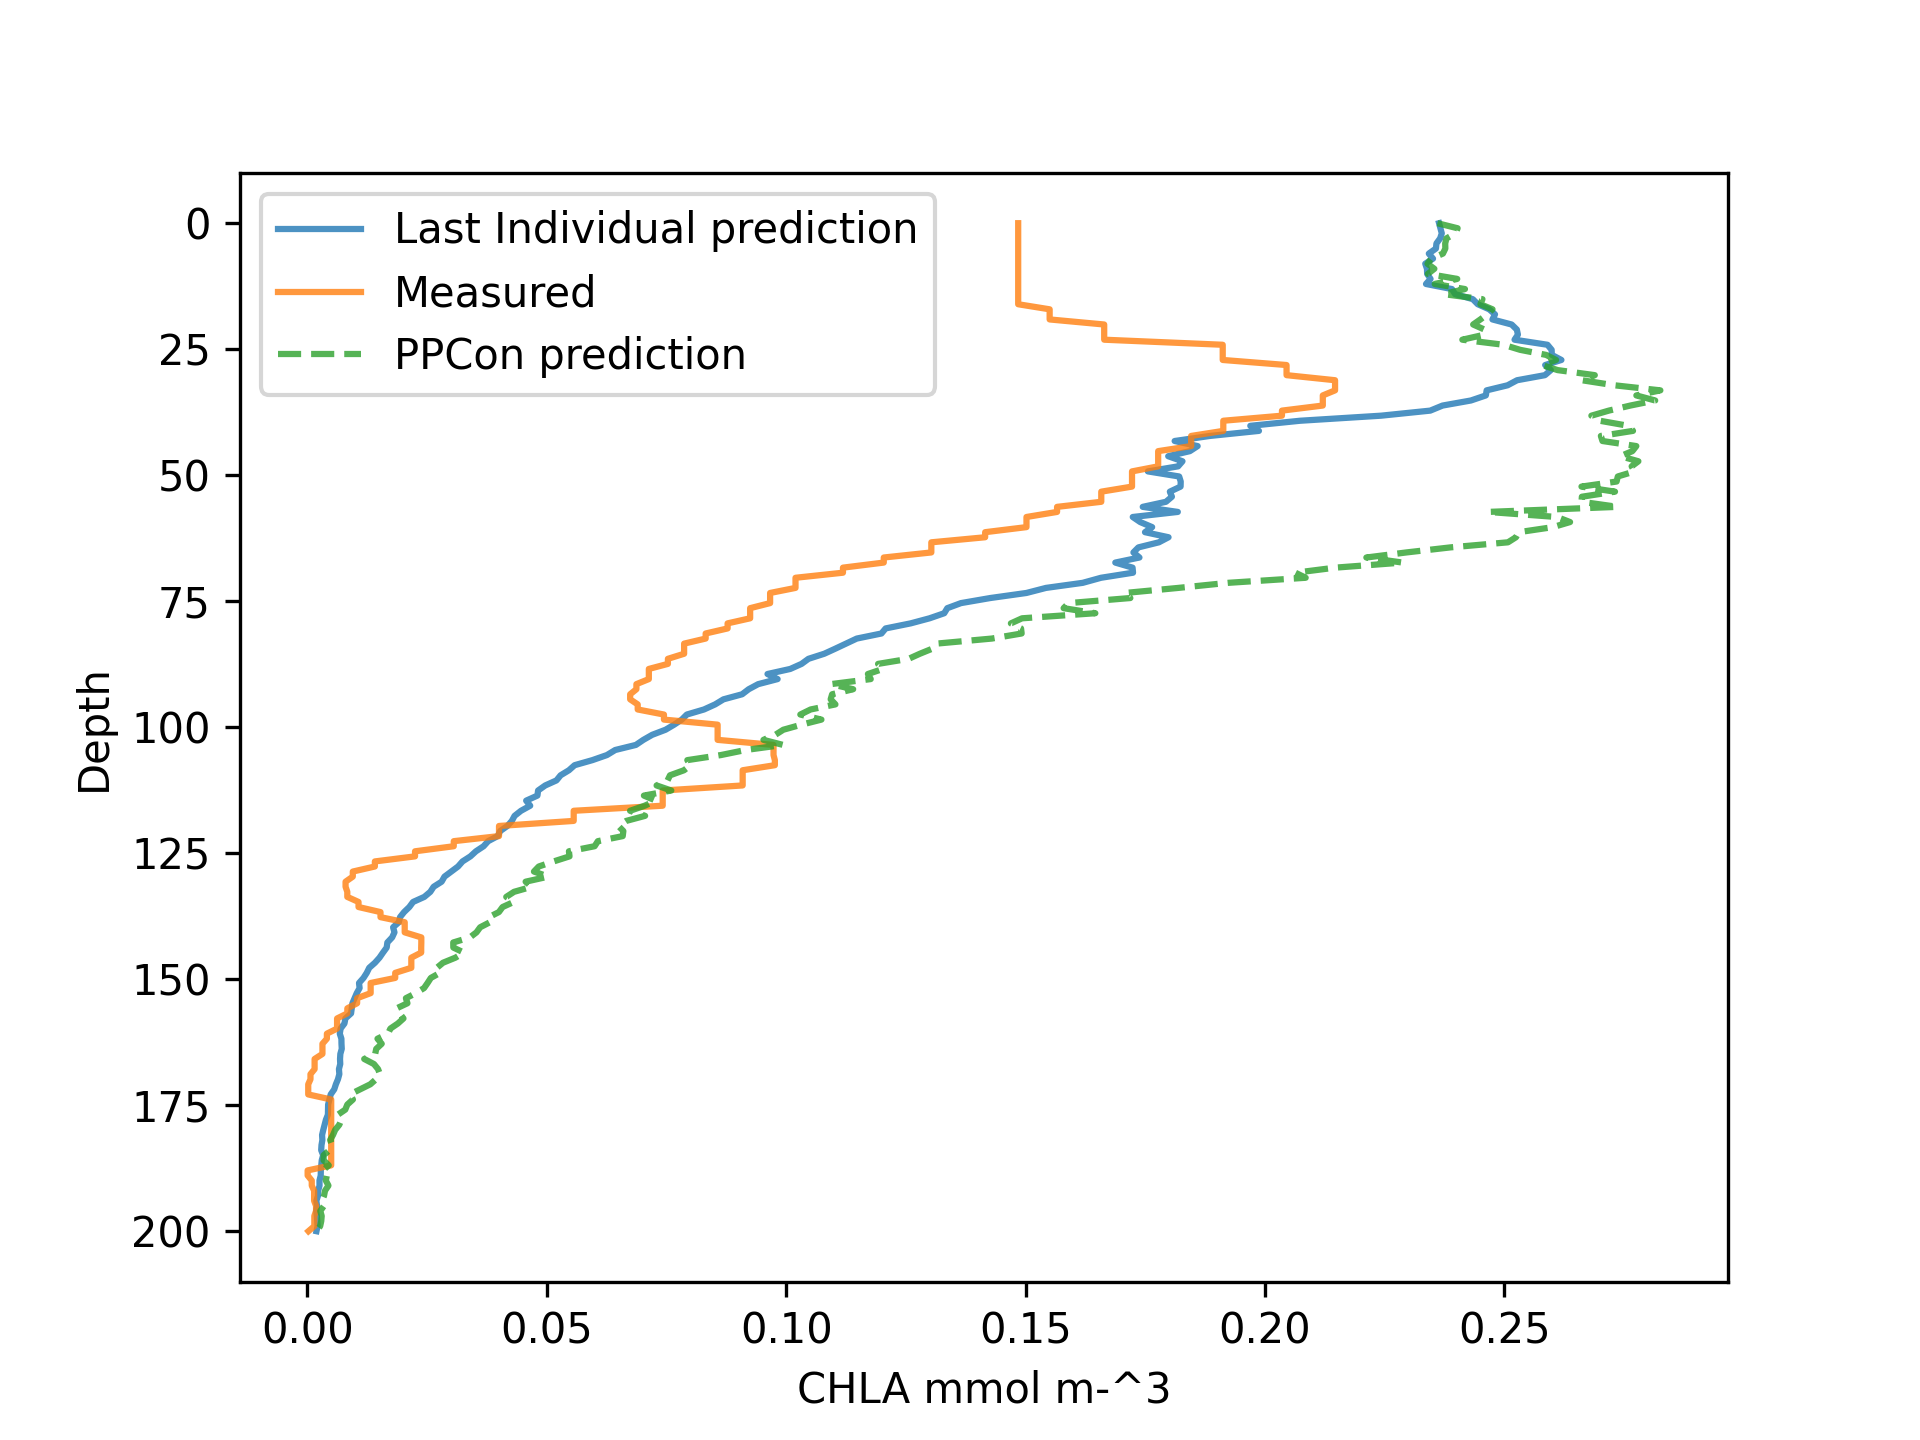 Last Individual prediction
Measured
PPCon prediction
0
25
50
75
100
125
150
175
200
Depth
0.00 0.05 0.10 0.15 0.20 0.25
CHLA mmol m-^3